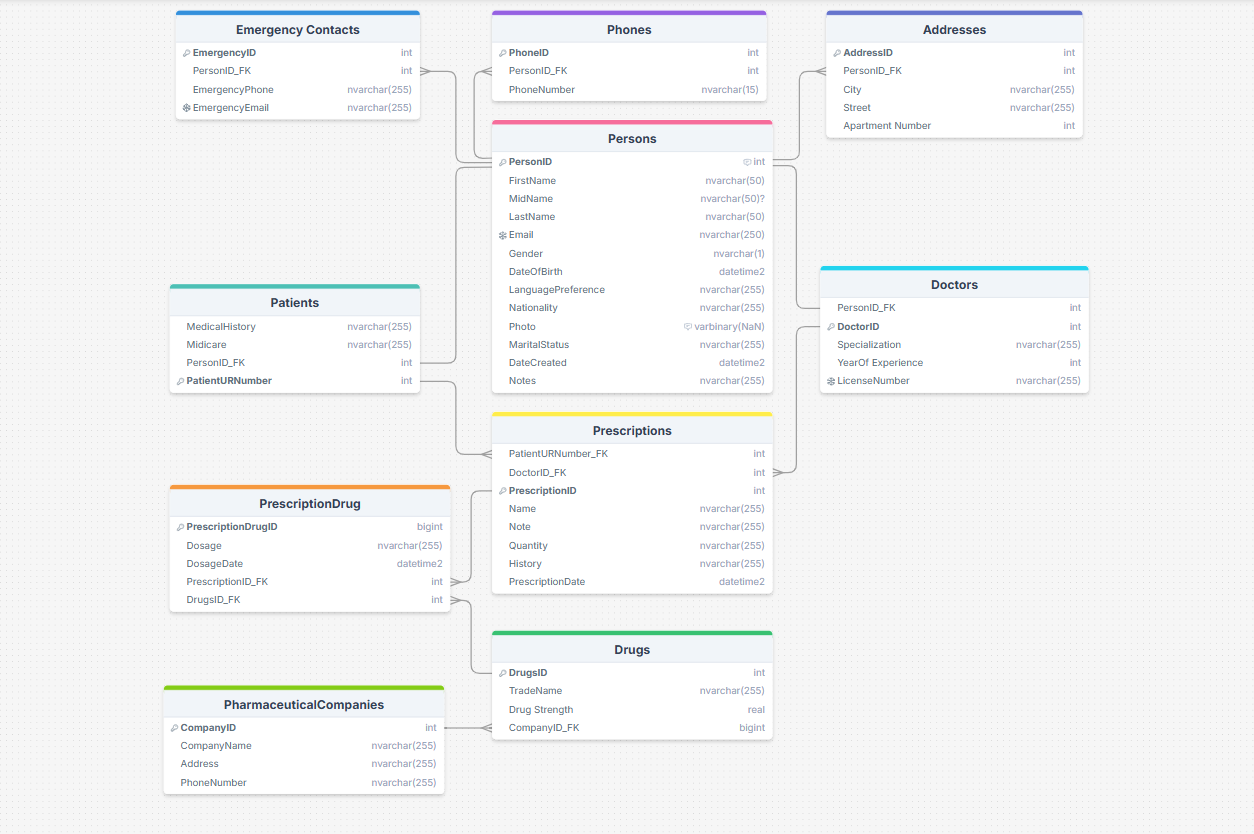 Emergency Contacts
EmergencyID int
PersonID_FK int
EmergencyPhone nvarchar(255)
EmergencyEmail nvarchar(255)
Phones
PhoneID int
PersonID_FK int
PhoneNumber nvarchar(15)
Addresses
AddressID int
PersonID_FK int
City nvarchar(255)
Street nvarchar(255)
Apartment Number int
Persons
PersonID int
FirstName nvarchar(50)
MidName nvarchar(50)?
LastName nvarchar(50)
Email nvarchar(250)
Gender nvarchar(1)
DateOfBirth datetime2
LanguagePreference nvarchar(255)
Nationality nvarchar(255)
Photo varbinary(NaN)
MaritalStatus nvarchar(255)
DateCreated datetime2
Notes nvarchar(255)
Patients
MedicalHistory nvarchar(255)
Midicare nvarchar(255)
PersonID_FK int
PatientURNumber int
Doctors
PersonID_FK int
DoctorID int
Specialization nvarchar(255)
YearOf Experience int
LicenseNumber nvarchar(255)
Prescriptions
PatientURNumber_FK int
DoctorID_FK int
PrescriptionID int
Name nvarchar(255)
Note nvarchar(255)
Quantity nvarchar(255)
History nvarchar(255)
PrescriptionDate datetime2
PrescriptionDrug
PrescriptionDrugID bigint
Dosage nvarchar(255)
DosageDate datetime2
PrescriptionID_FK int
DrugsID_FK int
Drugs
DrugsID int
TradeName nvarchar(255)
Drug Strength real
CompanyID_FK bigint
PharmaceuticalCompanies
CompanyID int
CompanyName nvarchar(255)
Address nvarchar(255)
PhoneNumber nvarchar(255)